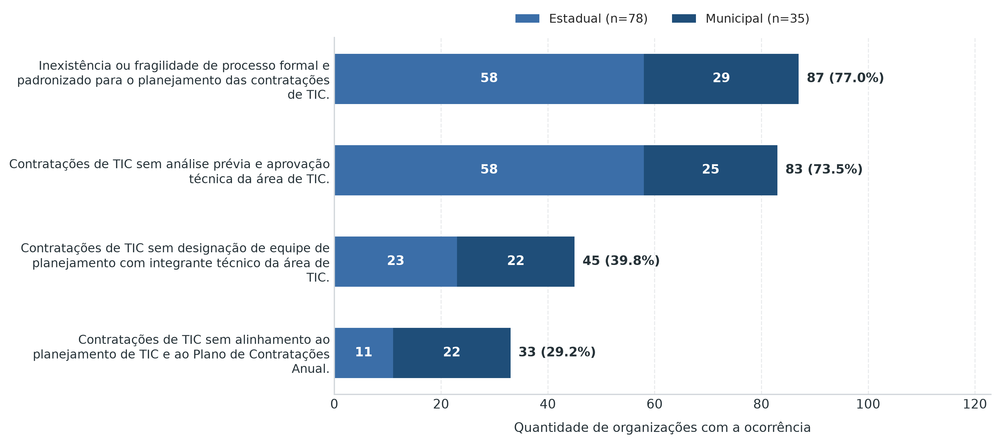 Estadual (n=78) Municipal (n=35)
Inexistência ou fragilidade de processo formal e
padronizado para o planejamento das contratações
de TIC.
58 29 87 (77.0%)
Contratações de TIC sem análise prévia e aprovação
técnica da área de TIC.
58 25 83 (73.5%)
Contratações de TIC sem designação de equipe de
planejamento com integrante técnico da área de
TIC.
23 22 45 (39.8%)
Contratações de TIC sem alinhamento ao
planejamento de TIC e ao Plano de Contratações
Anual.
11 22 33 (29.2%)
0 20 40 60 80 100 120
Quantidade de organizações com a ocorrência